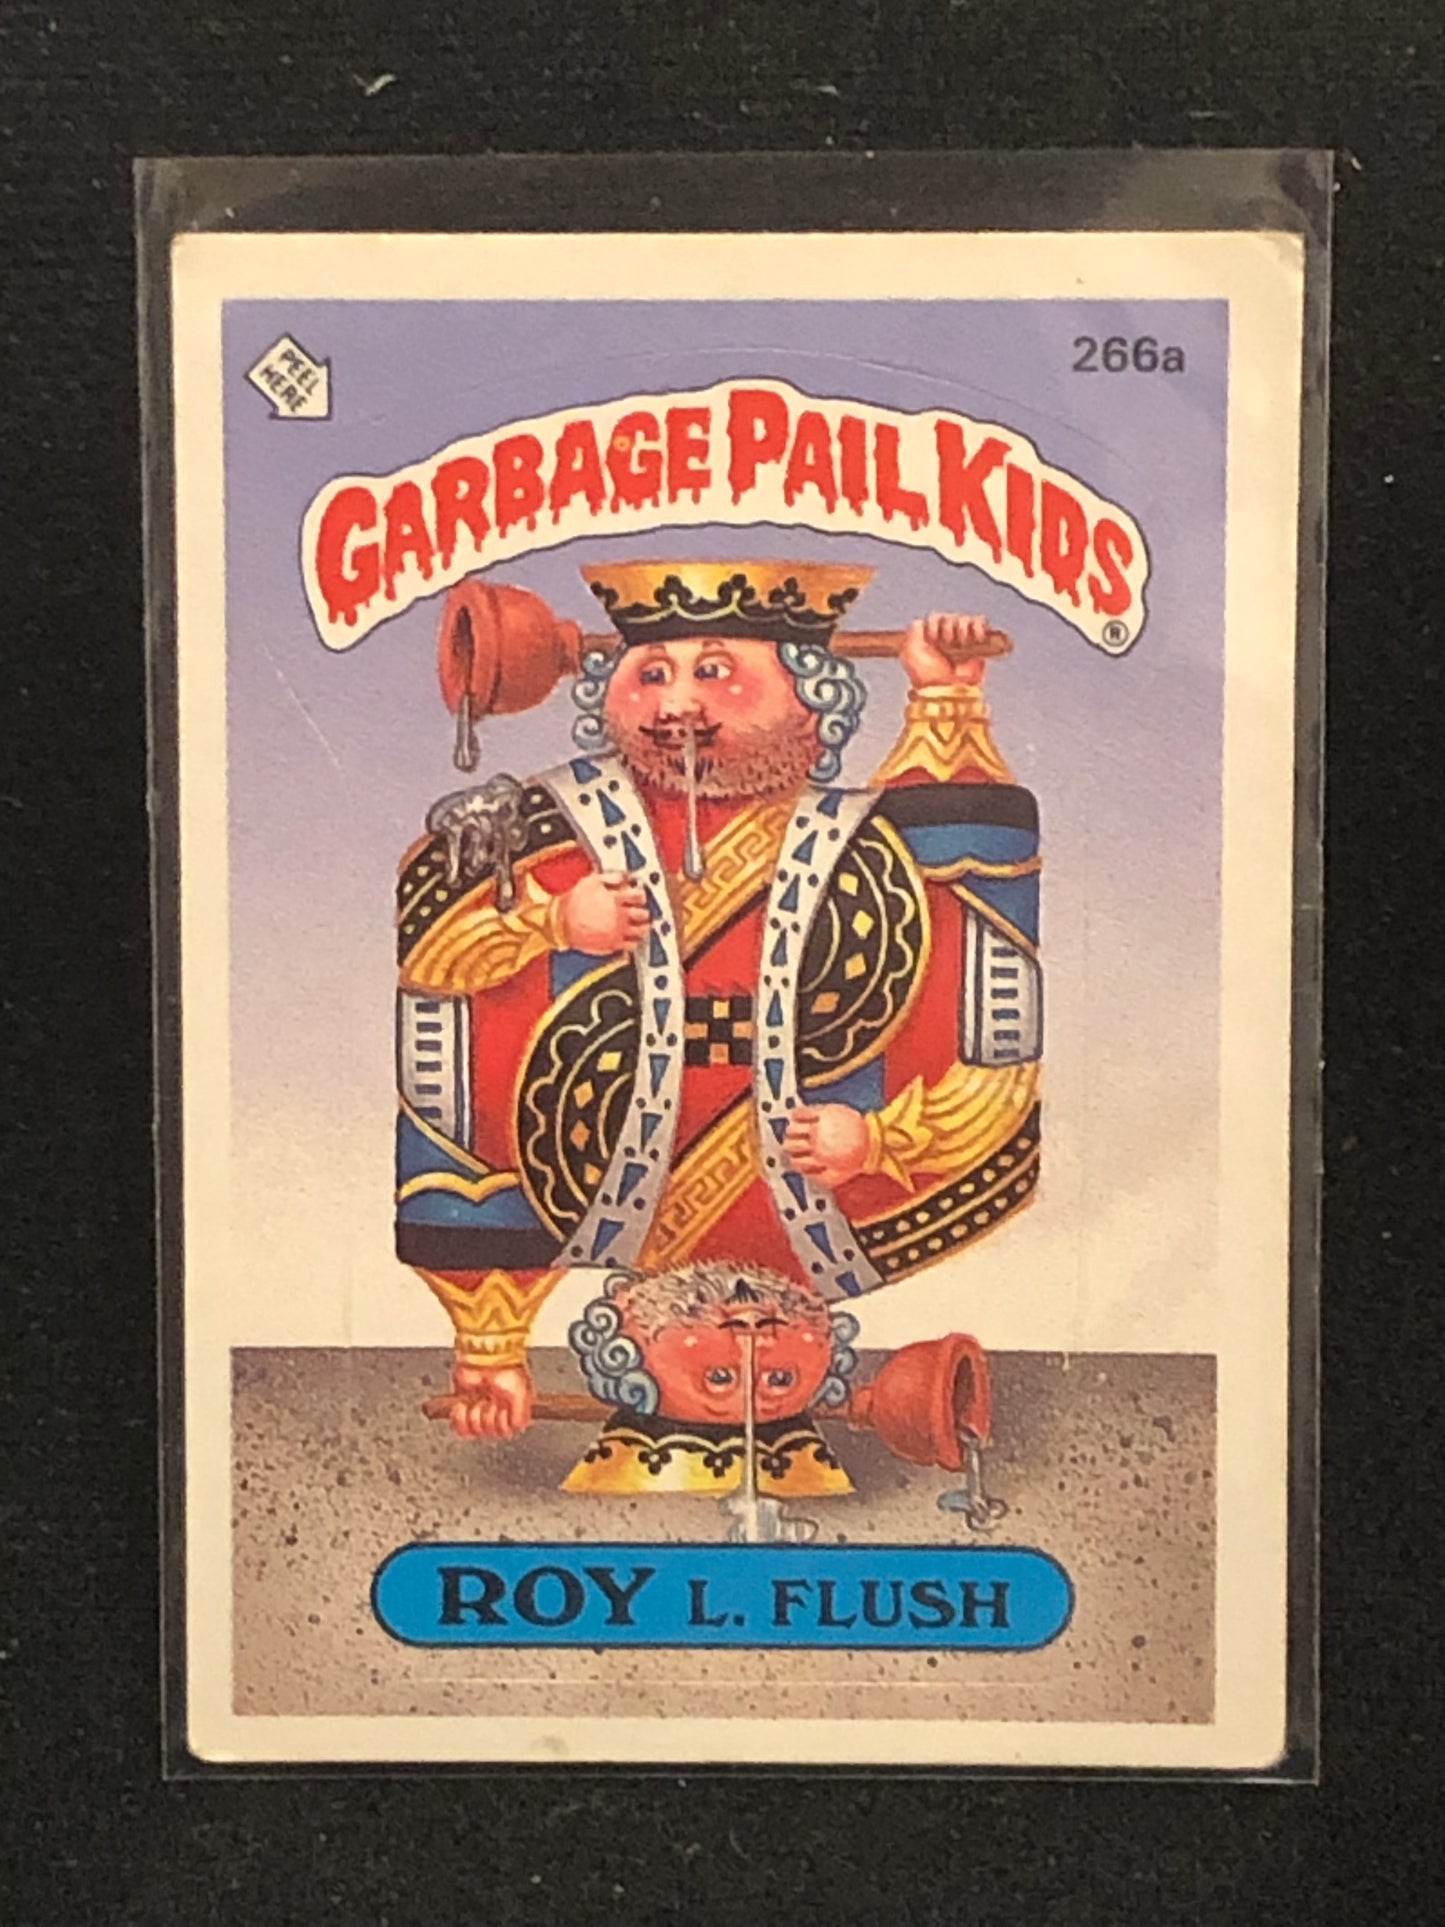 PEEL
HERE
266a
GARBAGE PAIL KIDS
®
ROY L. FLUSH